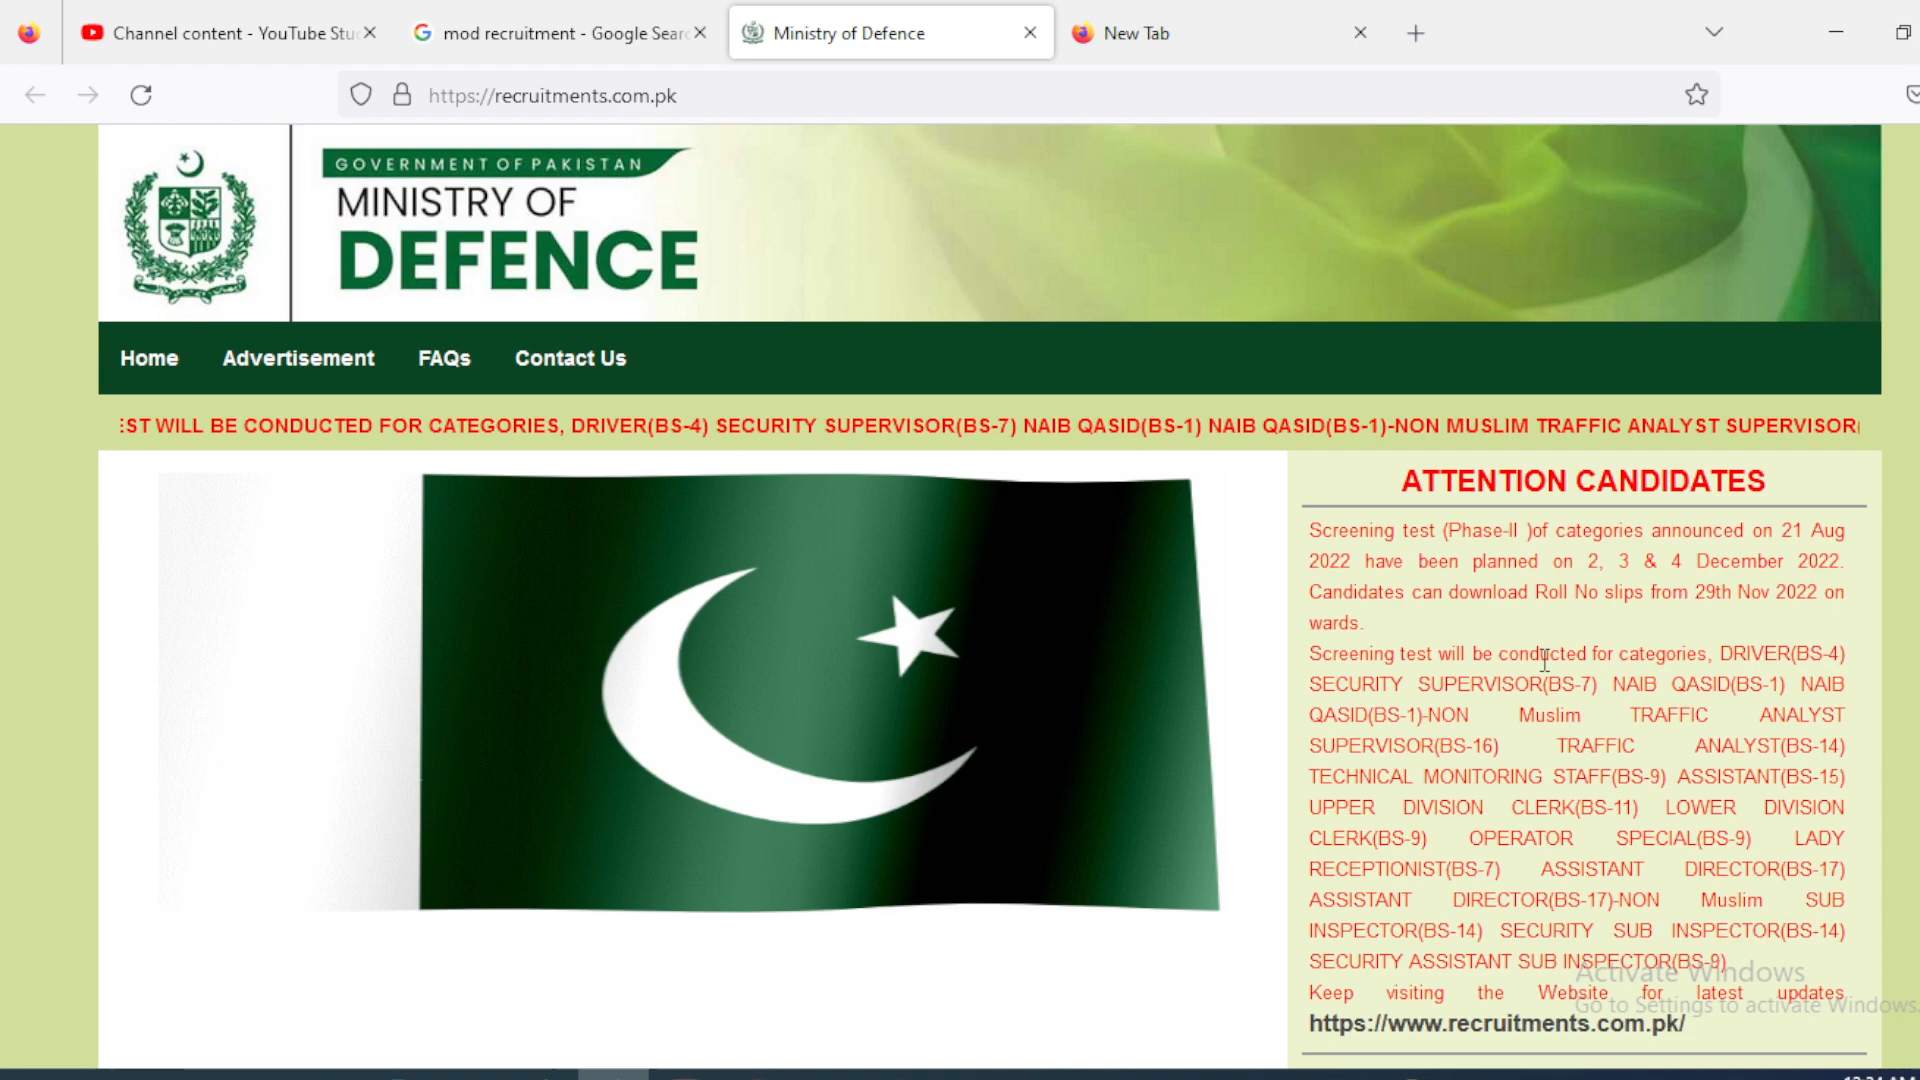 Channel content - YouTube Stu
mod recruitment - Google Sear
Ministry of Defence
New Tab
https://recruitments.com.pk
GOVERNMENT OF PAKISTAN
MINISTRY OF
DEFENCE
Home Advertisement FAQs Contact Us
EST WILL BE CONDUCTED FOR CATEGORIES, DRIVER(BS-4) SECURITY SUPERVISOR(BS-7) NAIB QASID(BS-1) NAIB QASID(BS-1)-NON MUSLIM TRAFFIC ANALYST SUPERVISOR(
ATTENTION CANDIDATES
Screening test (Phase-II )of categories announced on 21 Aug
2022 have been planned on 2, 3 & 4 December 2022.
Candidates can download Roll No slips from 29th Nov 2022 on
wards.
Screening test will be conducted for categories, DRIVER(BS-4)
SECURITY SUPERVISOR(BS-7) NAIB QASID(BS-1) NAIB
QASID(BS-1)-NON Muslim TRAFFIC ANALYST
SUPERVISOR(BS-16) TRAFFIC ANALYST(BS-14)
TECHNICAL MONITORING STAFF(BS-9) ASSISTANT(BS-15)
UPPER DIVISION CLERK(BS-11) LOWER DIVISION
CLERK(BS-9) OPERATOR SPECIAL(BS-9) LADY
RECEPTIONIST(BS-7) ASSISTANT DIRECTOR(BS-17)
ASSISTANT DIRECTOR(BS-17)-NON Muslim SUB
INSPECTOR(BS-14) SECURITY SUB INSPECTOR(BS-14)
SECURITY ASSISTANT SUB INSPECTOR(BS-9)
Keep visiting the Website for latest updates
https://www.recruitments.com.pk/
Activate Windows
Go to Settings to activate Windows.